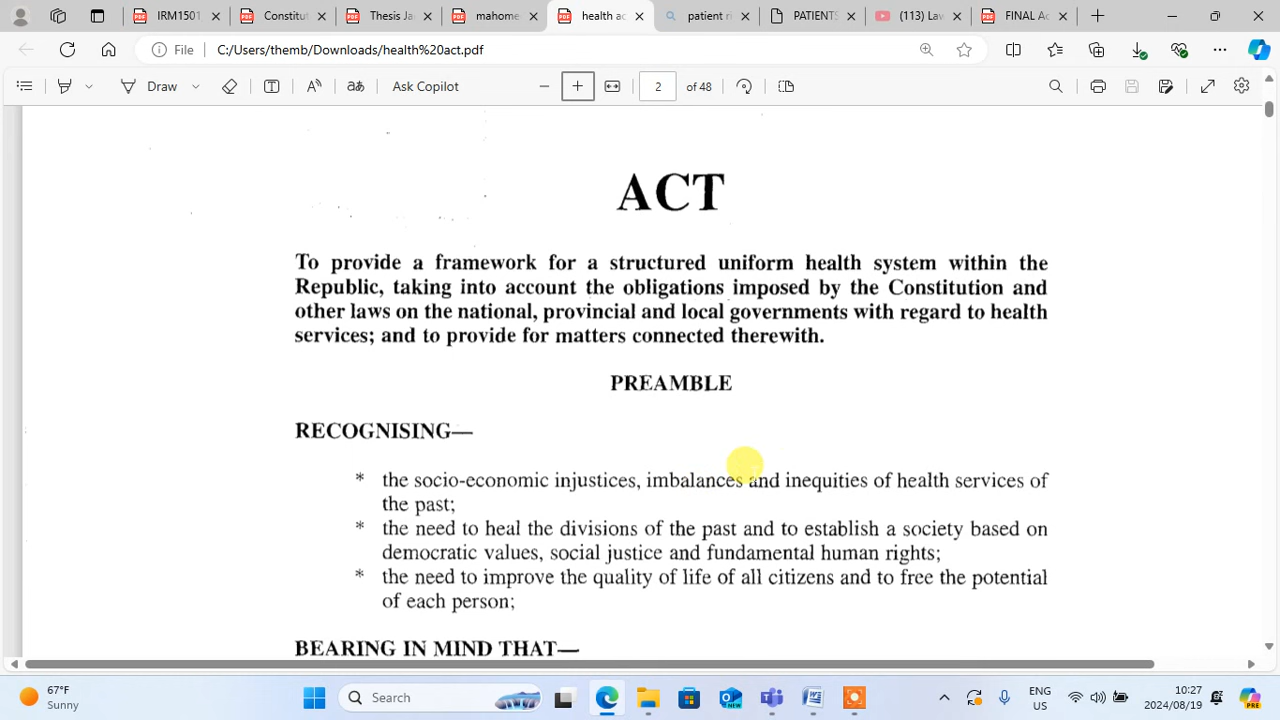 IRM1501
Constitut
Thesis Ja
mahome
health ac
patient ri
PATIENTS
(113) La
FINAL Ac
File
C:/Users/themb/Downloads/health%20act.pdf
Draw
Ask Copilot
2
of 48
ACT
To provide a framework for a structured uniform health system within the
Republic, taking into account the obligations imposed by the Constitution and
other laws on the national, provincial and local governments with regard to health
services; and to provide for matters connected therewith.
PREAMBLE
RECOGNISING—
* the socio-economic injustices, imbalances and inequities of health services of
the past;
* the need to heal the divisions of the past and to establish a society based on
democratic values, social justice and fundamental human rights;
* the need to improve the quality of life of all citizens and to free the potential
of each person;
BEARING IN MIND THAT—
67°F
Sunny
Search
ENG
US
10:27
2024/08/19